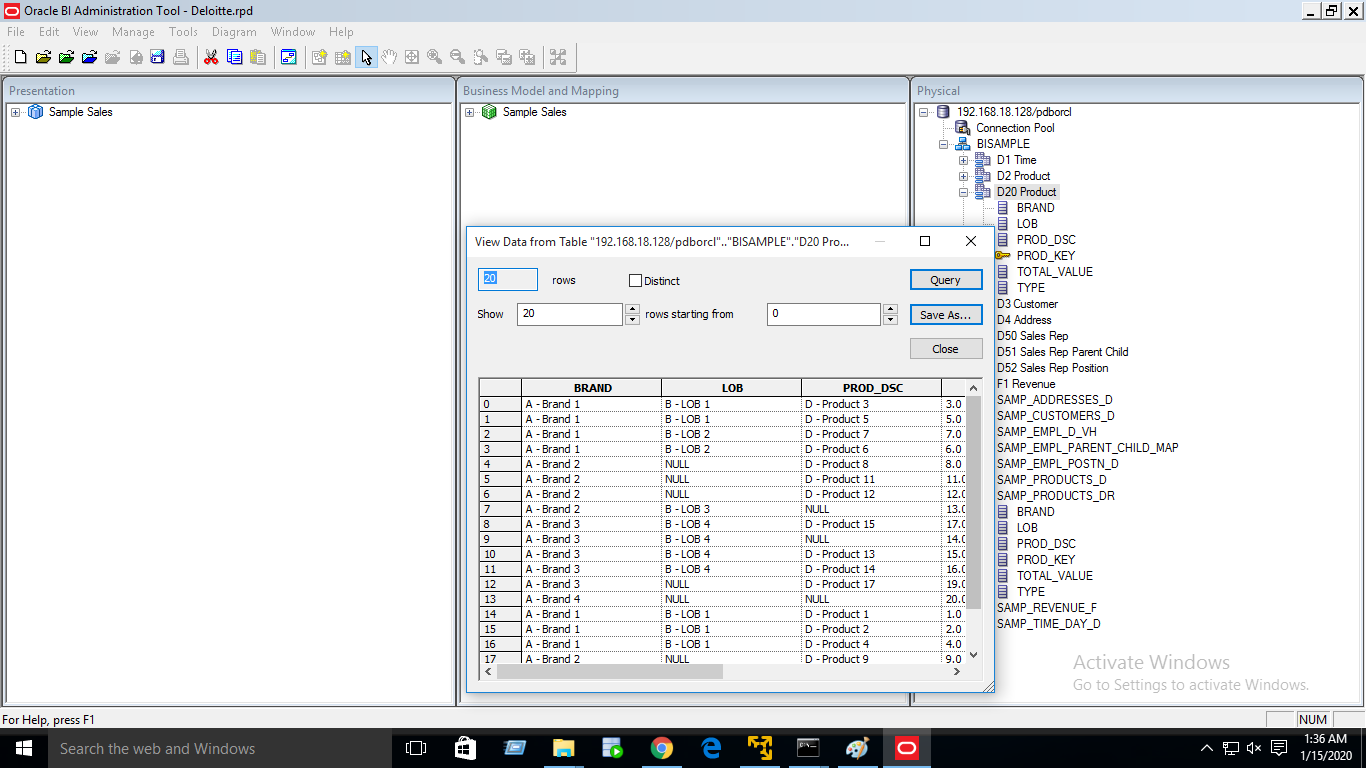 Oracle BI Administration Tool - Deloitte.rpd
File Edit View Manage Tools Diagram Window Help
Presentation
Sample Sales
Business Model and Mapping
Sample Sales
Physical
192.168.18.128/pdborcl
Connection Pool
BISAMPLE
D1 Time
D2 Product
D20 Product
BRAND
LOB
PROD_DSC
PROD_KEY
TOTAL_VALUE
TYPE
D3 Customer
D4 Address
D50 Sales Rep
D51 Sales Rep Parent Child
D52 Sales Rep Position
F1 Revenue
SAMP_ADDRESSES_D
SAMP_CUSTOMERS_D
SAMP_EMPL_D_VH
SAMP_EMPL_PARENT_CHILD_MAP
SAMP_EMPL_POSTN_D
SAMP_PRODUCTS_D
SAMP_PRODUCTS_DR
BRAND
LOB
PROD_DSC
PROD_KEY
TOTAL_VALUE
TYPE
SAMP_REVENUE_F
SAMP_TIME_DAY_D
View Data from Table "192.168.18.128/pdborcl".."BISAMPLE"."D20 Pro...
20 rows Distinct Query
Show 20 rows starting from 0 Save As...
Close
BRAND LOB PROD_DSC
0 A - Brand 1 B - LOB 1 D - Product 3 3.0
1 A - Brand 1 B - LOB 1 D - Product 5 5.0
2 A - Brand 1 B - LOB 2 D - Product 7 7.0
3 A - Brand 1 B - LOB 2 D - Product 6 6.0
4 A - Brand 2 NULL D - Product 8 8.0
5 A - Brand 2 NULL D - Product 11 11.0
6 A - Brand 2 NULL D - Product 12 12.0
7 A - Brand 2 B - LOB 3 NULL 13.0
8 A - Brand 3 B - LOB 4 D - Product 15 17.0
9 A - Brand 3 B - LOB 4 NULL 14.0
10 A - Brand 3 B - LOB 4 D - Product 13 15.0
11 A - Brand 3 B - LOB 4 D - Product 14 16.0
12 A - Brand 3 NULL D - Product 17 19.0
13 A - Brand 4 NULL NULL 20.0
14 A - Brand 1 B - LOB 1 D - Product 1 1.0
15 A - Brand 1 B - LOB 1 D - Product 2 2.0
16 A - Brand 1 B - LOB 1 D - Product 4 4.0
17 A - Brand 2 NULL D - Product 9 9.0
Activate Windows
Go to Settings to activate Windows.
For Help, press F1 NUM
Search the web and Windows
1:36 AM
1/15/2020